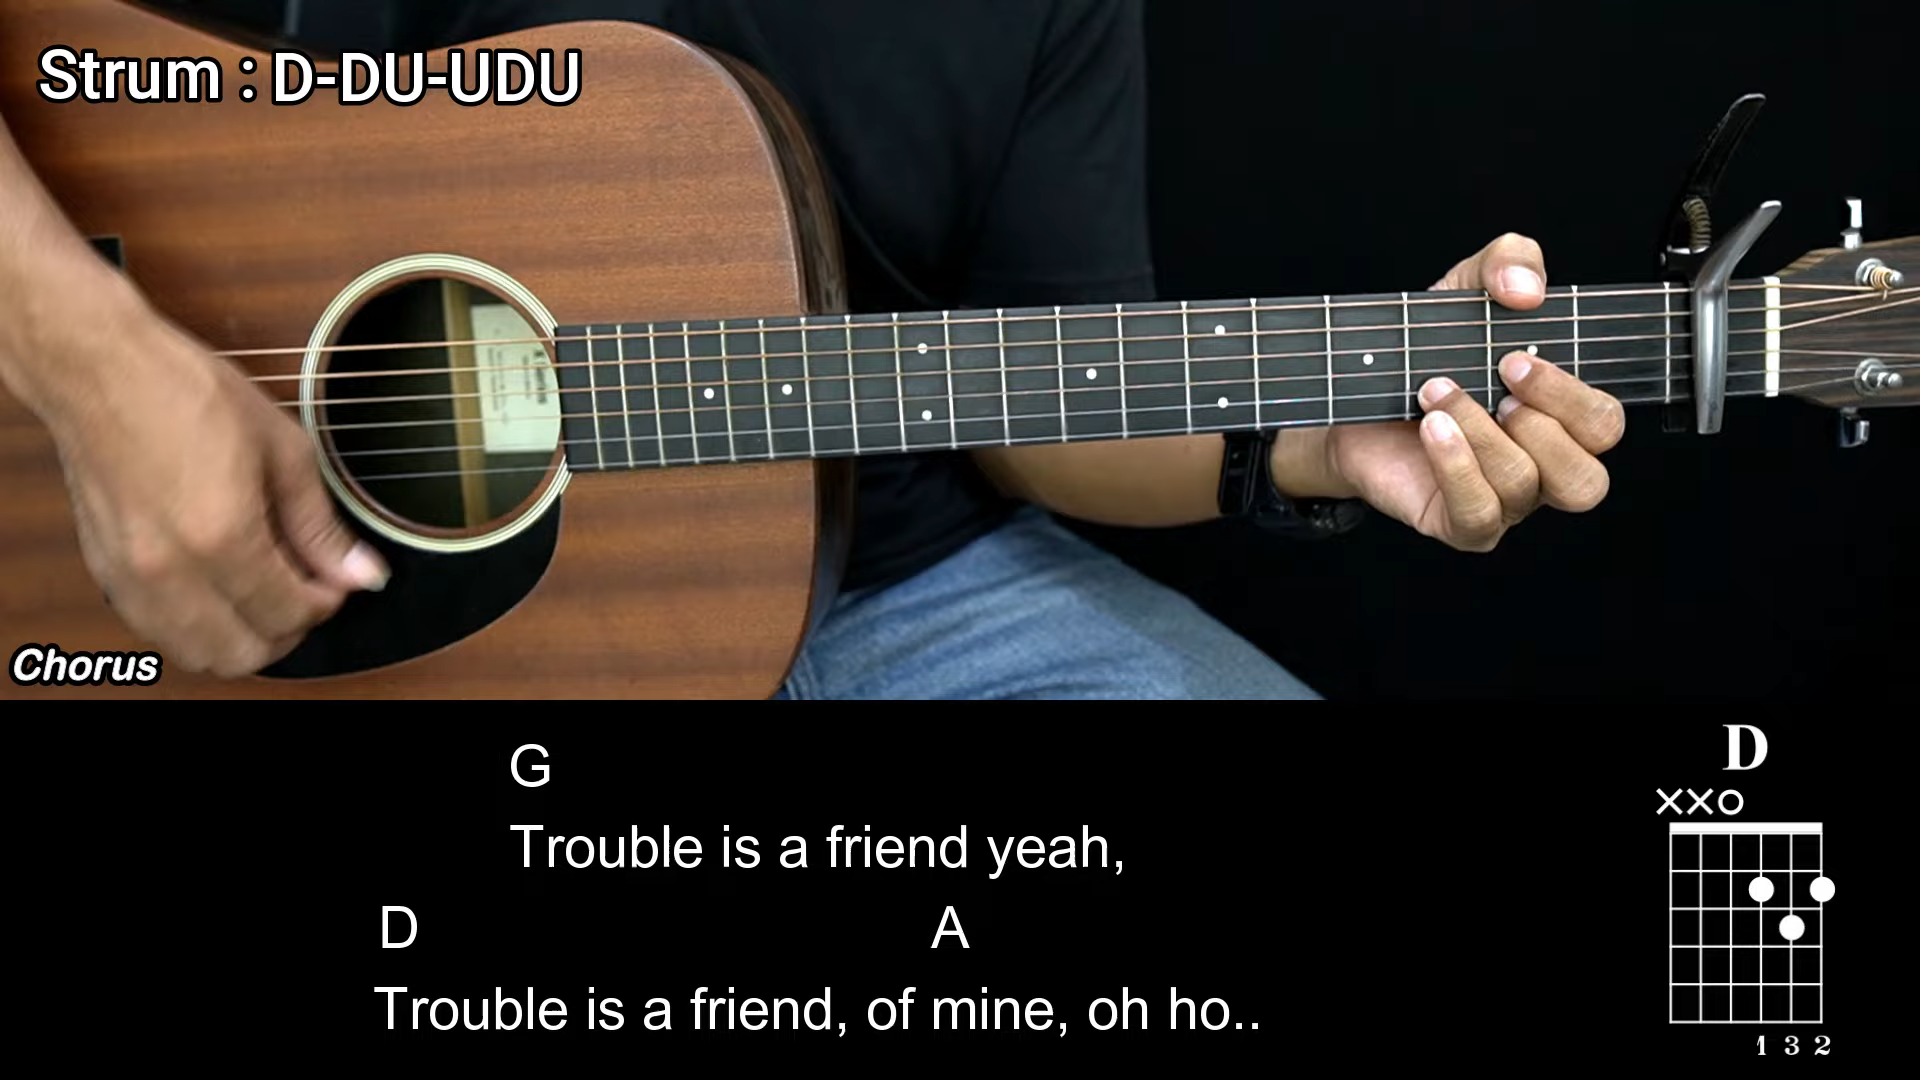 Strum : D-DU-UDU
Chorus
G
Trouble is a friend yeah,
D A
Trouble is a friend, of mine, oh ho..
D
××○
1 3 2